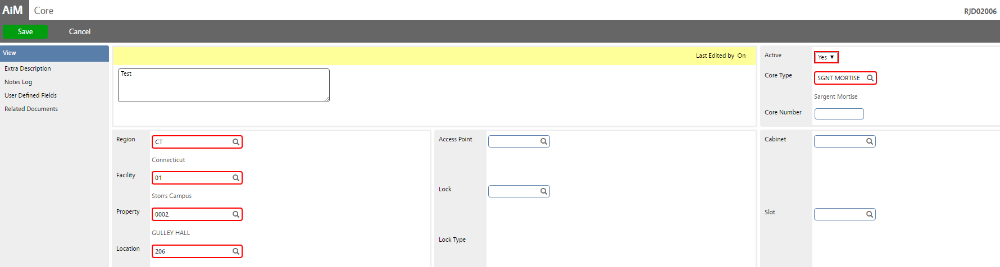 AiM Core RJD02006
Save Cancel
View
Extra Description
Notes Log
User Defined Fields
Related Documents
Last Edited by On
Test
Active Yes
Core Type SGNT MORTISE
Sargent Mortise
Core Number
Region CT
Connecticut
Facility 01
Storrs Campus
Property 0002
GULLEY HALL
Location 206
Access Point
Lock
Lock Type
Cabinet
Slot